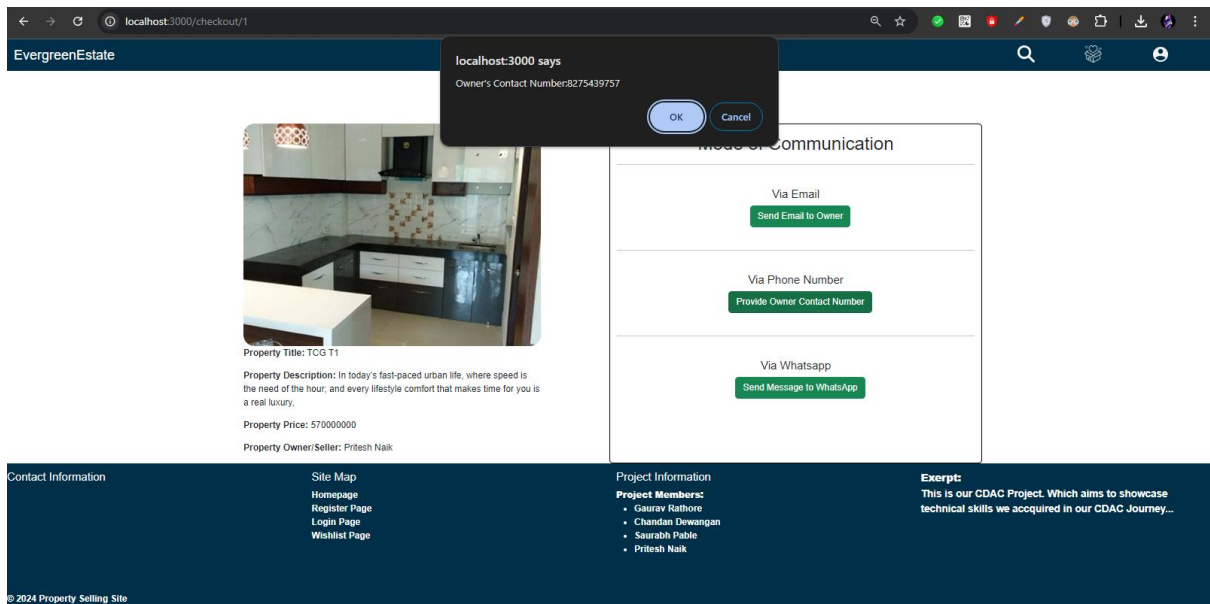 localhost:3000/checkout/1
EvergreenEstate
localhost:3000 says
Owner's Contact Number:8275439757
OK
Cancel
Mode of Communication
Via Email
Send Email to Owner
Via Phone Number
Provide Owner Contact Number
Via Whatsapp
Send Message to WhatsApp
Property Title: TCG T1
Property Description: In today's fast-paced urban life, where speed is
the need of the hour, and every lifestyle comfort that makes time for you is
a real luxury,
Property Price: 570000000
Property Owner/Seller: Pritesh Naik
Contact Information
Site Map
Homepage
Register Page
Login Page
Wishlist Page
Project Information
Project Members:
Gaurav Rathore
Chandan Dewangan
Saurabh Pable
Pritesh Naik
Exerpt:
This is our CDAC Project. Which aims to showcase
technical skills we accquired in our CDAC Journey...
© 2024 Property Selling Site